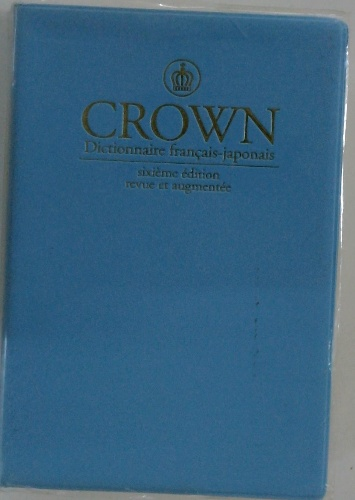 CROWN
Dictionnaire français-japonais
sixième édition
revue et augmentée